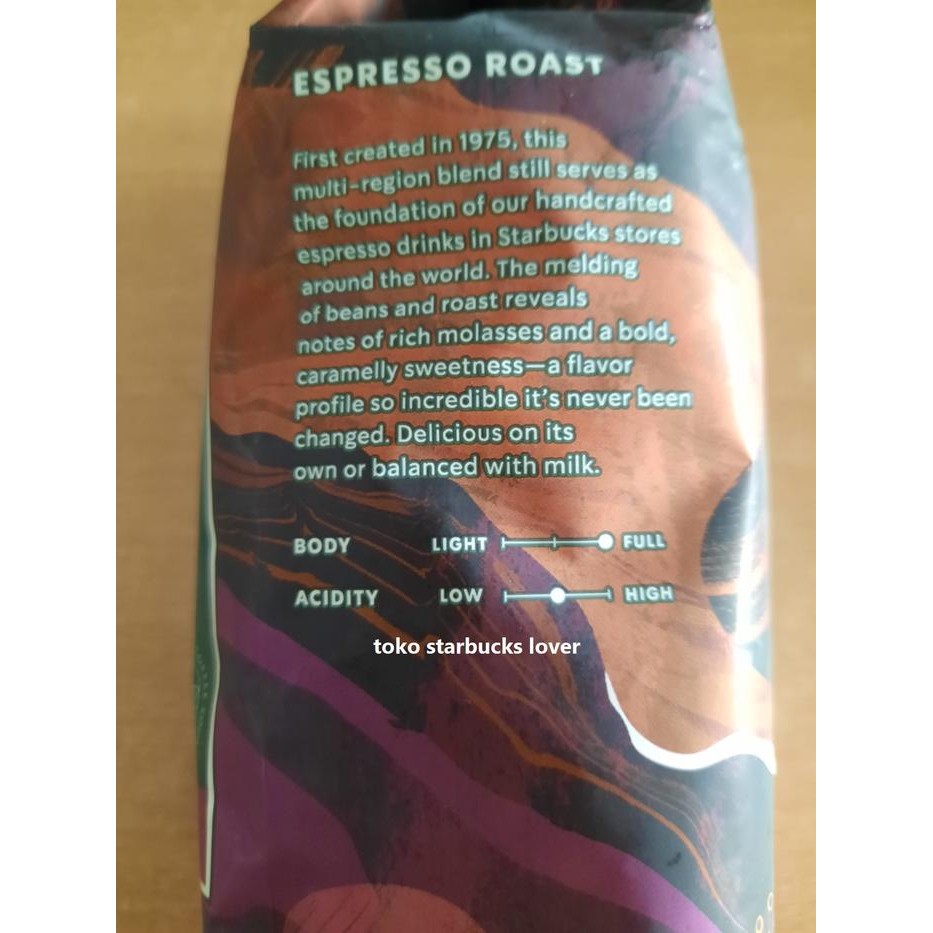 ESPRESSO ROAST
First created in 1975, this
multi-region blend still serves as
the foundation of our handcrafted
espresso drinks in Starbucks stores
around the world. The melding
of beans and roast reveals
notes of rich molasses and a bold,
caramelly sweetness—a flavor
profile so incredible it's never been
changed. Delicious on its
own or balanced with milk.
BODY LIGHT FULL
ACIDITY LOW HIGH
toko starbucks lover